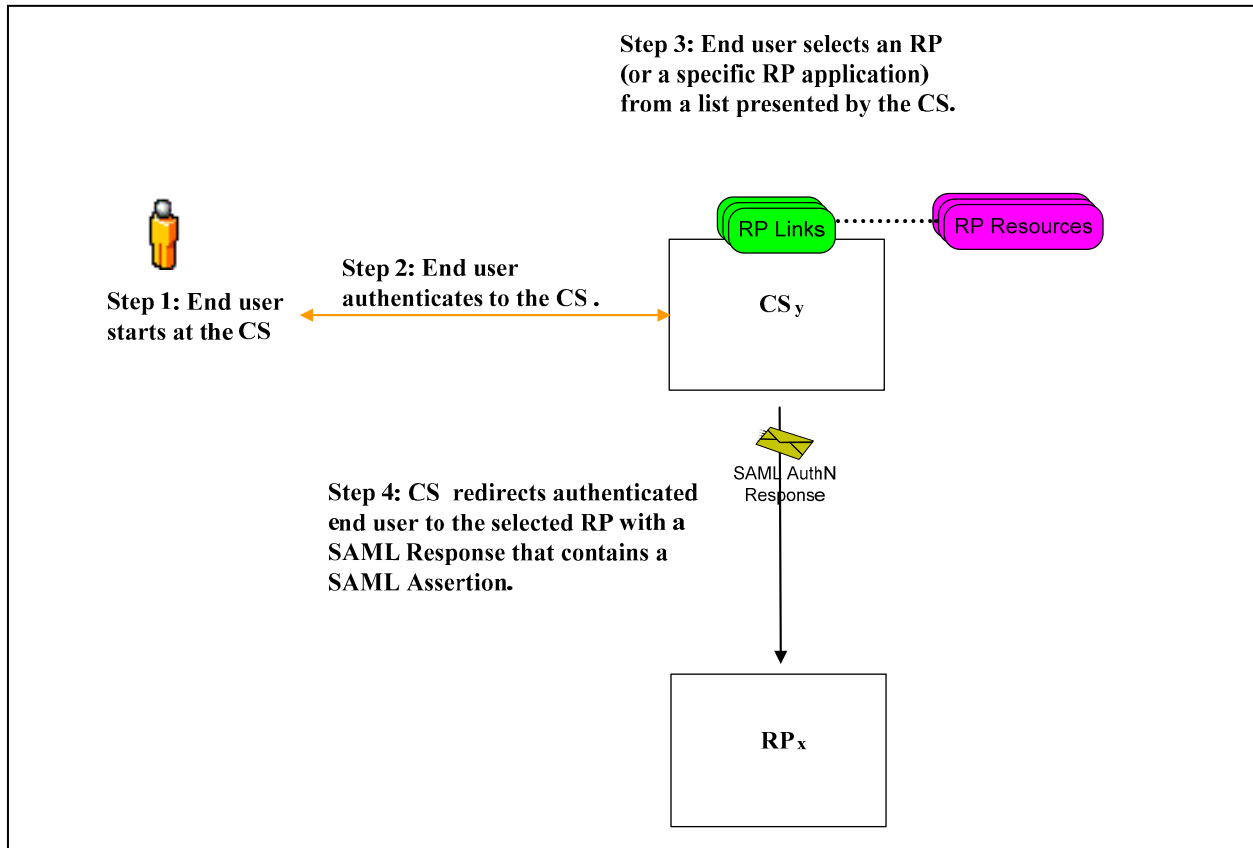 Step 3: End user selects an RP
(or a specific RP application)
from a list presented by the CS.
RP Links
RP Resources
Step 2: End user
authenticates to the CS .
Step 1: End user
starts at the CS
CS y
SAML AuthN
Response
Step 4: CS redirects authenticated
end user to the selected RP with a
SAML Response that contains a
SAML Assertion.
RP x